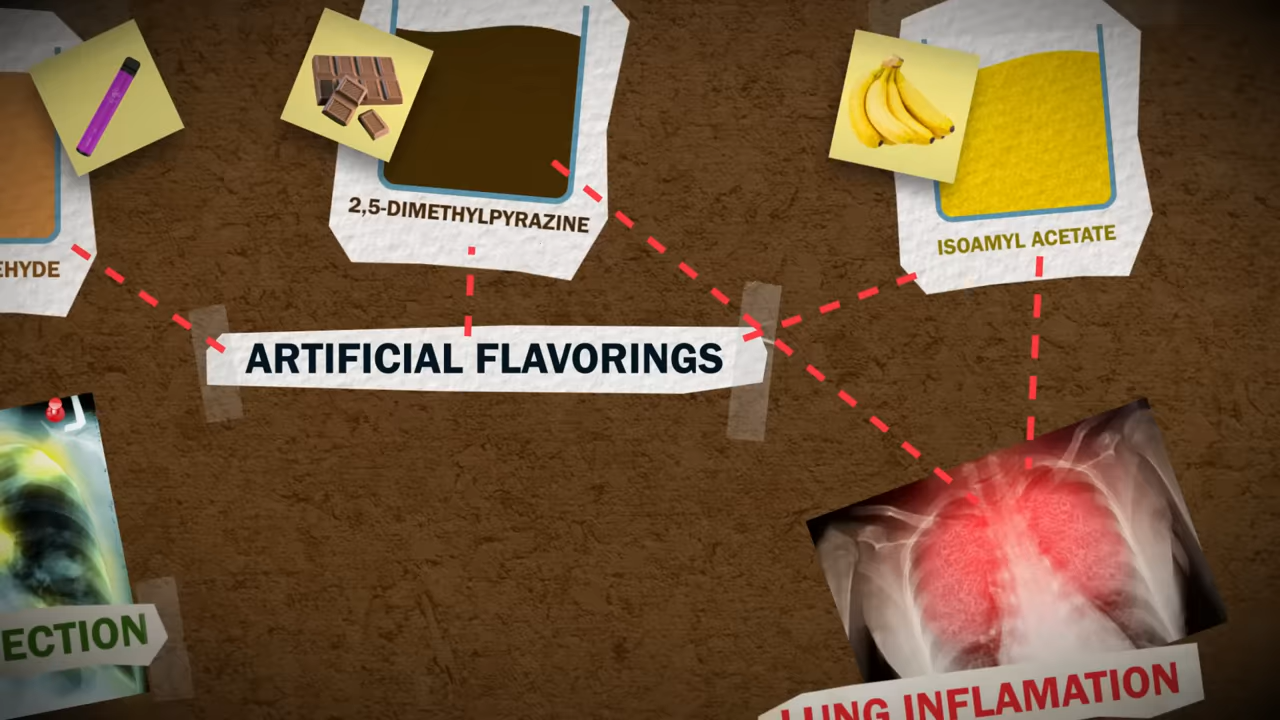 2,5-DIMETHYLPYRAZINE
ISOAMYL ACETATE
EHYDE
ARTIFICIAL FLAVORINGS
ECTION
LUNG INFLAMATION